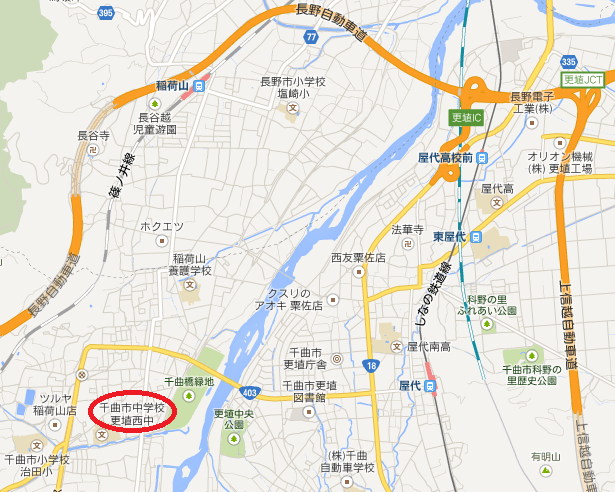 395
長野自動車道
77
335
更埴JCT
稲荷山
長野市小学校
塩崎小
長野電子
工業(株)
長谷越
児童遊園
更埴IC
長谷寺
篠ノ井線
屋代高校前
オリオン機械
(株) 更埴工場
屋代高
ホクエツ
法華寺
東屋代
稲荷山
養護学校
西友粟佐店
長野自動車道
しなの鉄道線
上信越自動車道
クスリの
アオキ 粟佐店
科野の里
ふれあい公園
千曲市
更埴庁舎
屋代南高
18
千曲市科野の
里歴史公園
千曲橋緑地
403
千曲市更埴
図書館
屋代
ツルヤ
稲荷山店
千曲市中学校
更埴西中
更埴中央
公園
上信越自動車道
千曲市小学校
治田小
(株)千曲
自動車学校
有明山